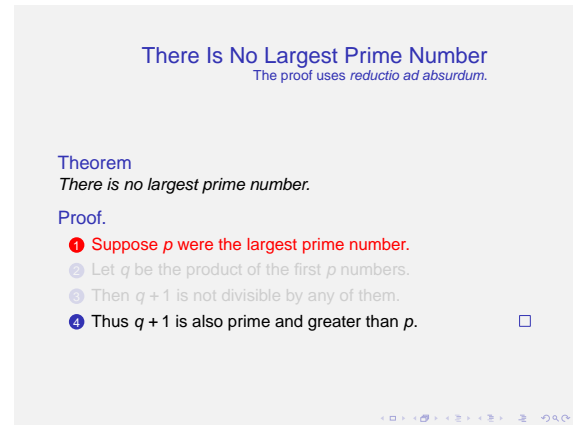 There Is No Largest Prime Number
The proof uses reductio ad absurdum.
Theorem
There is no largest prime number.
Proof.
1 Suppose p were the largest prime number.
2 Let q be the product of the first p numbers.
3 Then q + 1 is not divisible by any of them.
4 Thus q + 1 is also prime and greater than p.